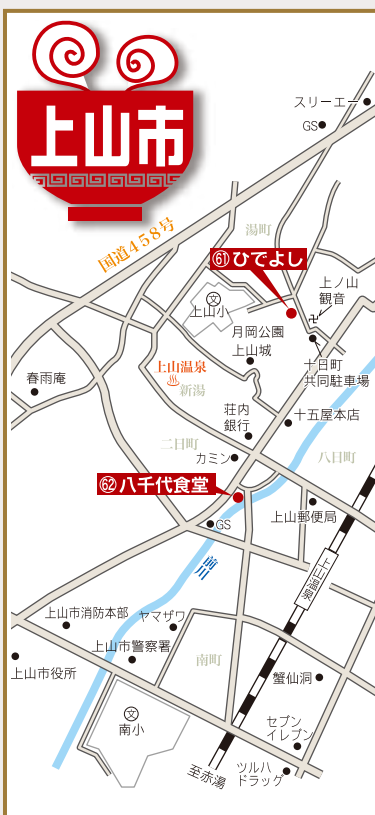 上山市
スリーエー
GS
国道458号
湯町
61 ひでよし
文
上山小
上ノ山
観音
卍
月岡公園
上山城
十日町
共同駐車場
上山温泉
新湯
春雨庵
荘内
銀行
十五屋本店
二日町
カミン
八日町
62 八千代食堂
GS
上山郵便局
前川
上山温泉
上山市消防本部
ヤマザワ
上山市警察署
上山市役所
南町
蟹仙洞
文
南小
セブン
イレブン
ツルハ
ドラッグ
至赤湯